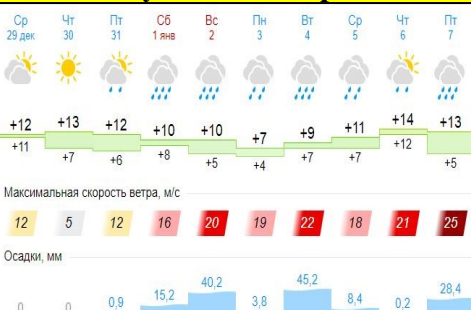 Ср Чт Пт Сб Вс Пн Вт Ср Чт Пт
29 дек 30 31 1 янв 2 3 4 5 6 7
+12 +13 +12 +10 +10 +7 +9 +11 +14 +13
+11 +7 +6 +8 +5 +4 +7 +7 +12 +5
Максимальная скорость ветра, м/с
12 5 12 16 20 19 22 18 21 25
Осадки, мм
0 0 0,9 15,2 40,2 3,8 45,2 8,4 0,2 28,4